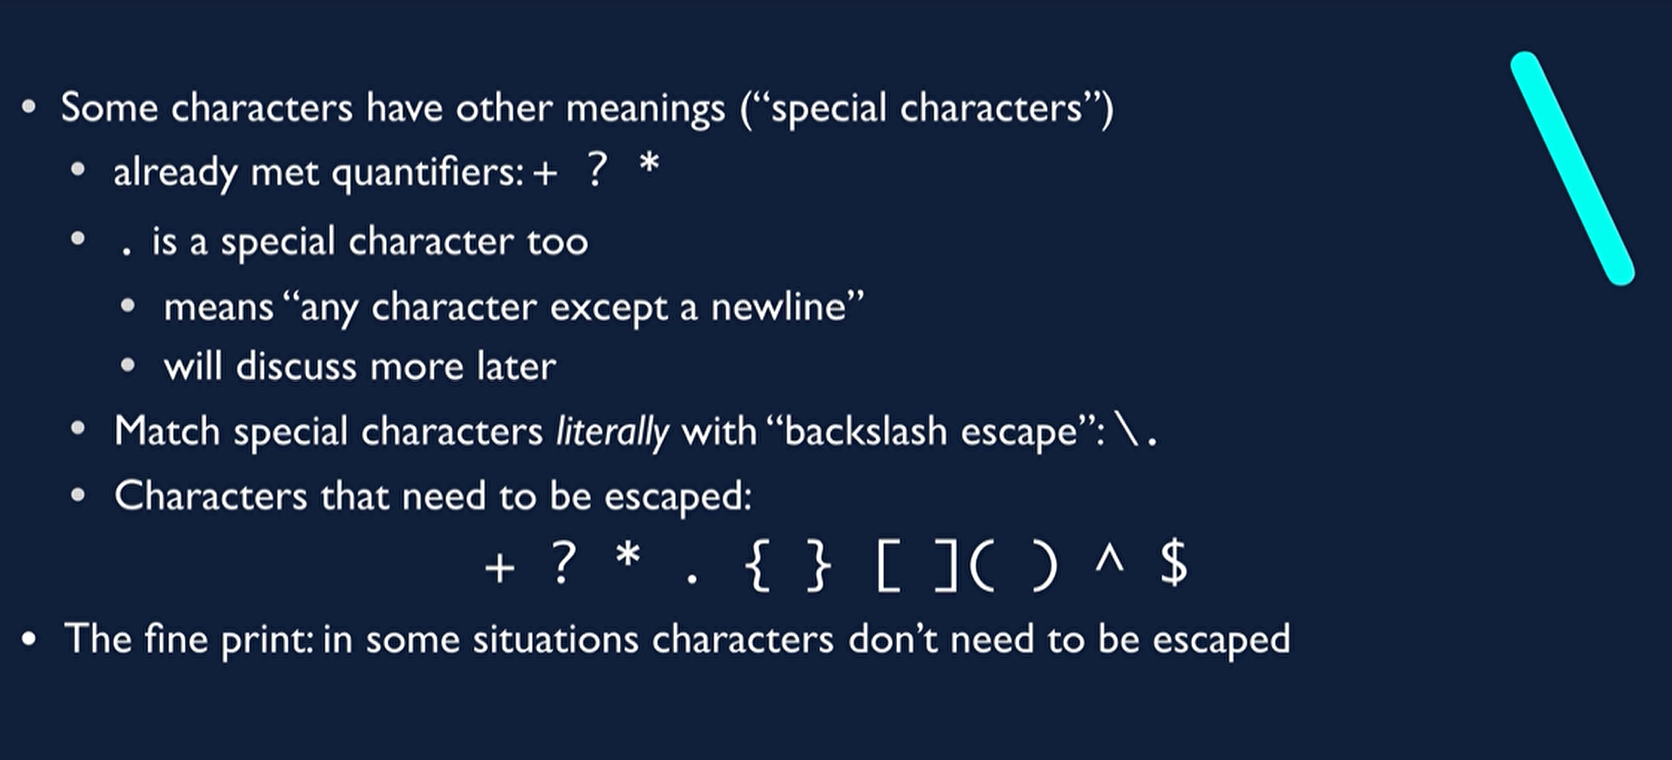 • Some characters have other meanings (“special characters”)
• already met quantifiers: + ? *
• . is a special character too
• means “any character except a newline”
• will discuss more later
• Match special characters literally with “backslash escape”: \.
• Characters that need to be escaped:
+ ? * . { } [ ]( ) ^ $
• The fine print: in some situations characters don’t need to be escaped
\